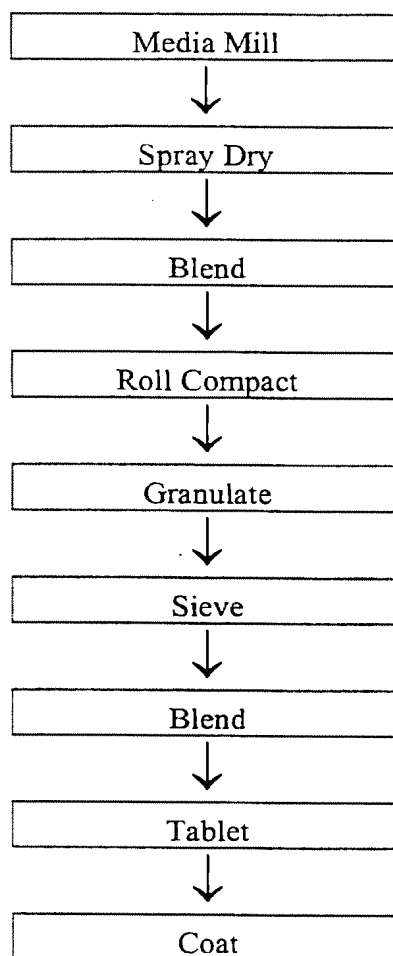 Media Mill
Spray Dry
Blend
Roll Compact
Granulate
Sieve
Blend
Tablet
Coat